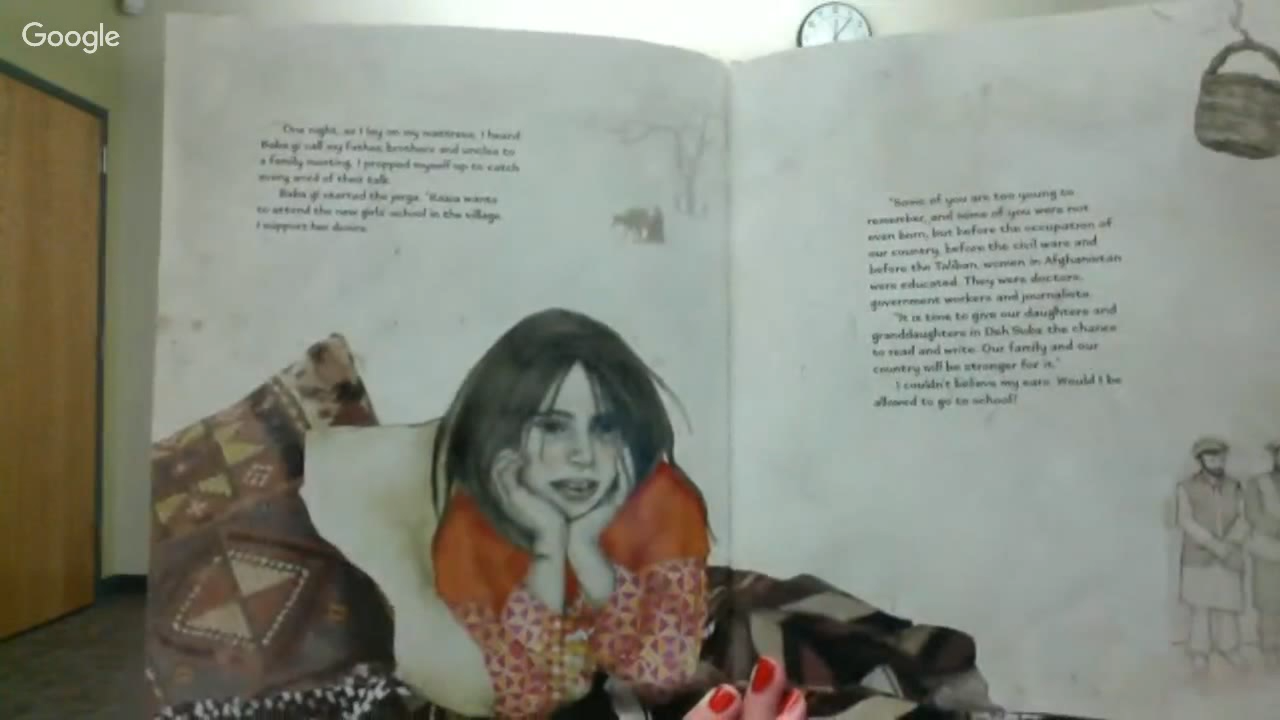 Google
"One night, as I lay on my mattress, I heard
Baba gi call my father, brothers and uncles to
a family meeting. I propped myself up to catch
every word of their talk.
Baba gi started the jerga. "Razia wants
to attend the new girls' school in the village.
I support her desire.
"Some of you are too young to
remember, and some of you were not
even born, but before the occupation of
our country, before the civil wars and
before the Taliban, women in Afghanistan
were educated. They were doctors,
government workers and journalists.
"It is time to give our daughters and
granddaughters in Deh'Subz the chance
to read and write. Our family and our
country will be stronger for it."
I couldn't believe my ears. Would I be
allowed to go to school?